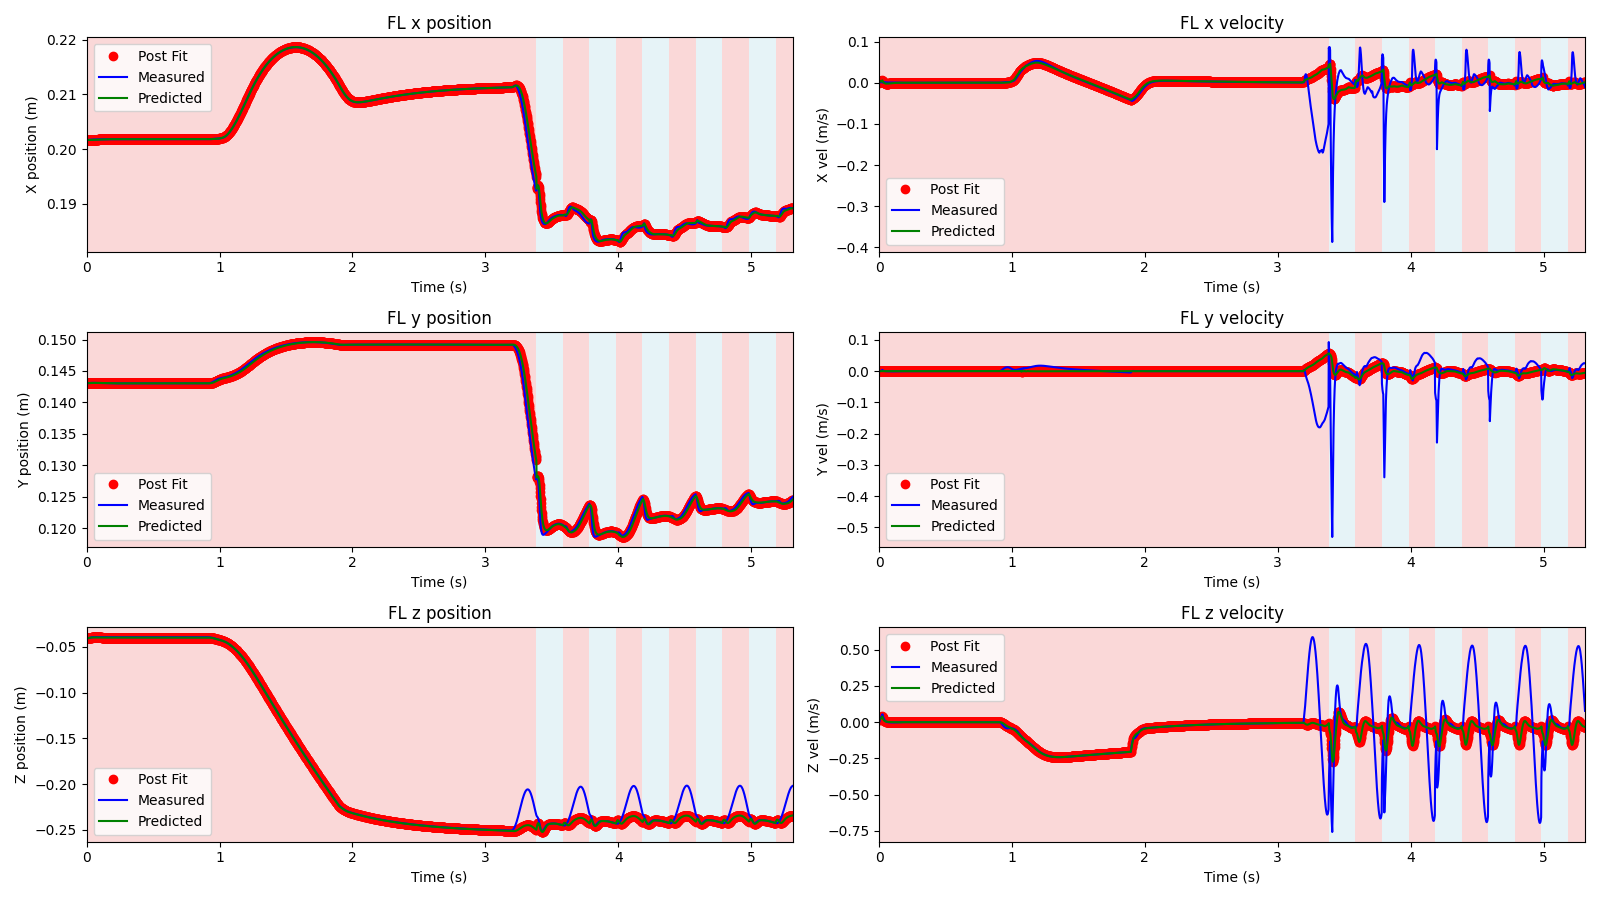 FL x position
X position (m)
0.22
0.21
0.20
0.19
Post Fit
Measured
Predicted
0 1 2 3 4 5
Time (s)
FL x velocity
X vel (m/s)
0.1
0.0
−0.1
−0.2
−0.3
−0.4
Post Fit
Measured
Predicted
0 1 2 3 4 5
Time (s)
FL y position
Y position (m)
0.150
0.145
0.140
0.135
0.130
0.125
0.120
Post Fit
Measured
Predicted
0 1 2 3 4 5
Time (s)
FL y velocity
Y vel (m/s)
0.1
0.0
−0.1
−0.2
−0.3
−0.4
−0.5
Post Fit
Measured
Predicted
0 1 2 3 4 5
Time (s)
FL z position
Z position (m)
−0.05
−0.10
−0.15
−0.20
−0.25
Post Fit
Measured
Predicted
0 1 2 3 4 5
Time (s)
FL z velocity
Z vel (m/s)
0.50
0.25
0.00
−0.25
−0.50
−0.75
Post Fit
Measured
Predicted
0 1 2 3 4 5
Time (s)